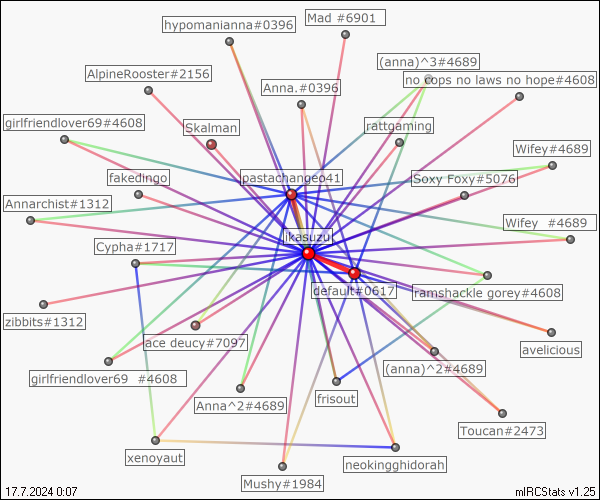 hypomanianna#0396
Mad #6901
(anna)^3#4689
AlpineRooster#2156
Anna.#0396
no cops no laws no hope#4608
girlfriendlover69#4608
Skalman
rattgaming
Wifey#4689
fakedingo
pastachangeo41
Soxy Foxy#5076
Annarchist#1312
Wifey  #4689
Cypha#1717
jikasuzu
default#0617
ramshackle gorey#4608
zibbits#1312
ace deucy#7097
avelicious
girlfriendlover69  #4608
(anna)^2#4689
Anna^2#4689
frisout
Toucan#2473
xenoyaut
neokingghidorah
Mushy#1984
17.7.2024 0:07
mIRCStats v1.25